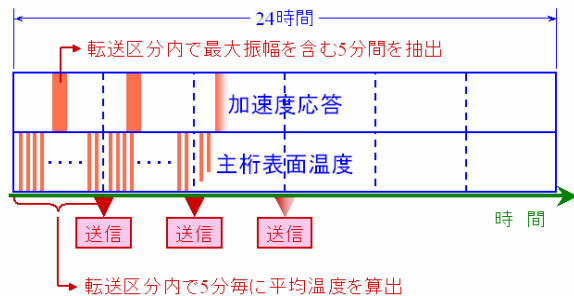 24時間
転送区分内で最大振幅を含む5分間を抽出
加速度応答
主桁表面温度
時 間
送信
送信
送信
転送区分内で5分毎に平均温度を算出